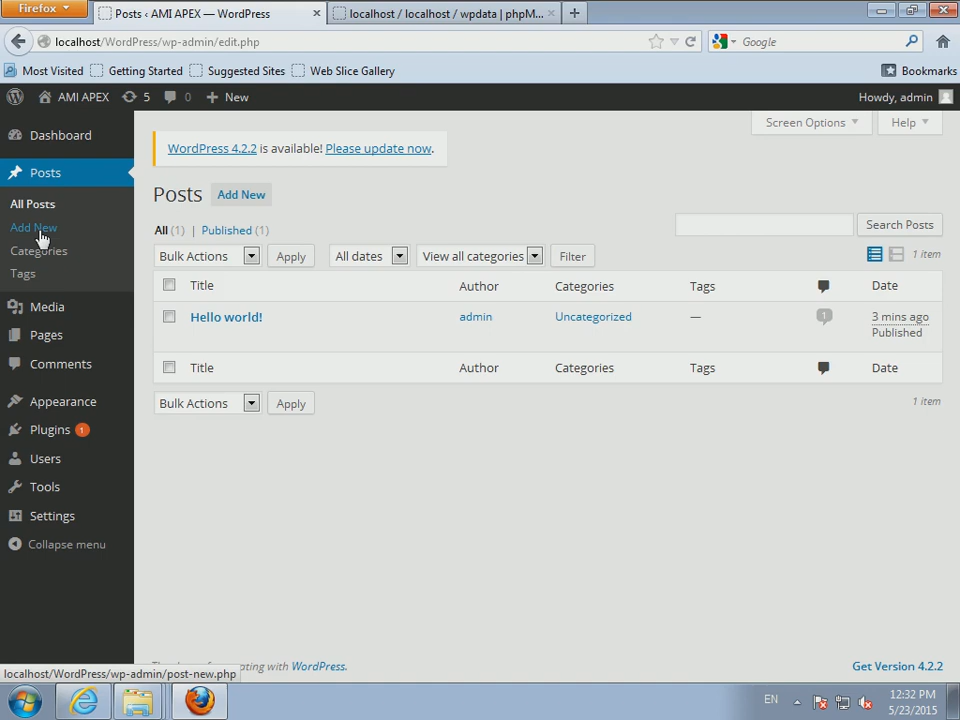 Firefox
Posts ‹ AMI APEX — WordPress
localhost / localhost / wpdata | phpM...
localhost/WordPress/wp-admin/edit.php
Google
Most Visited
Getting Started
Suggested Sites
Web Slice Gallery
Bookmarks
AMI APEX
5
0
New
Howdy, admin
Dashboard
Posts
All Posts
Add New
Categories
Tags
Media
Pages
Comments
Appearance
Plugins 1
Users
Tools
Settings
Collapse menu
Screen Options
Help
WordPress 4.2.2 is available! Please update now.
Posts Add New
All (1) | Published (1)
Search Posts
Bulk Actions Apply All dates View all categories Filter 1 item
Title Author Categories Tags Date
Hello world! admin Uncategorized — 1 3 mins ago
Published
Title Author Categories Tags Date
Bulk Actions Apply 1 item
ating with WordPress.
Get Version 4.2.2
localhost/WordPress/wp-admin/post-new.php
EN
12:32 PM
5/23/2015